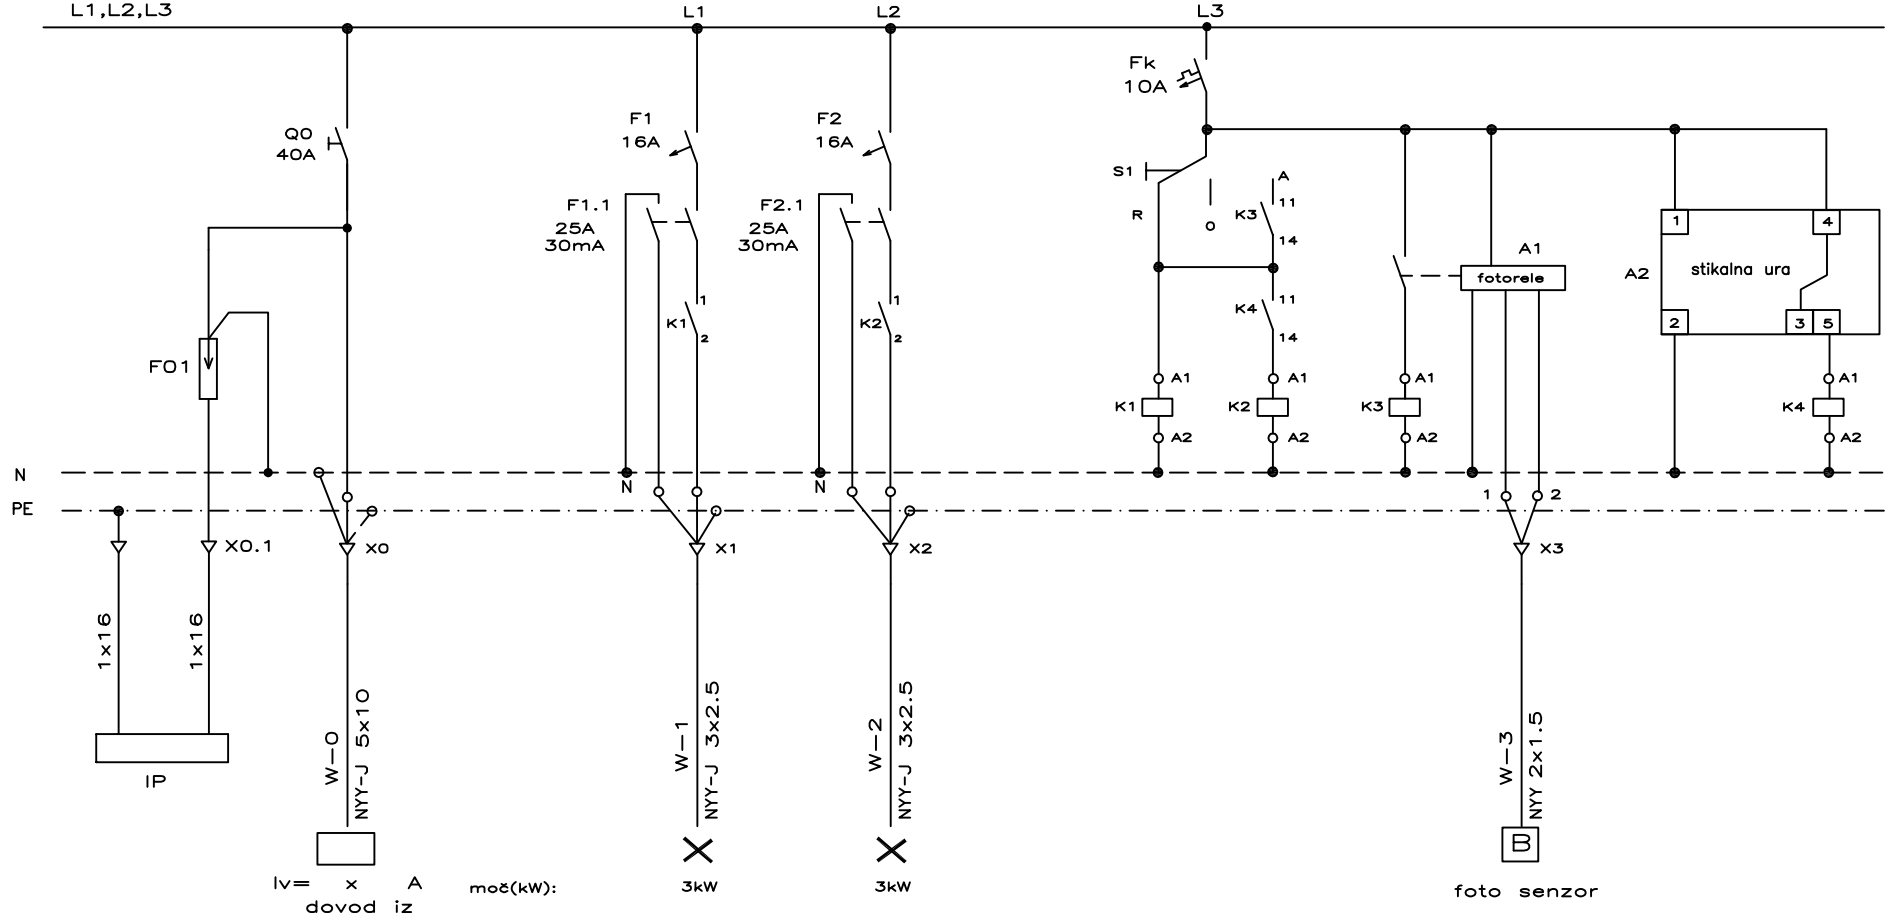 L1,L2,L3
L1
L2
L3
Fk
10A
Q0
40A
F1
16A
F2
16A
S1
A
R
o
K3
11
14
F1.1
25A
30mA
F2.1
25A
30mA
1
4
A1
fotorele
A2
stikalna ura
K1
1
2
K2
1
2
K4
11
14
2
3
5
F01
A1
A1
A1
A1
K1
K2
K3
K4
A2
A2
A2
A2
N
N
N
PE
1
2
X0.1
X0
X1
X2
X3
1x16
1x16
W-0
NYY-J 5x10
W-1
NYY-J 3x2.5
W-2
NYY-J 3x2.5
W-3
NYY 2x1.5
IP
B
Iv= x A
dovod iz
moč(kW):
3kW
3kW
foto senzor